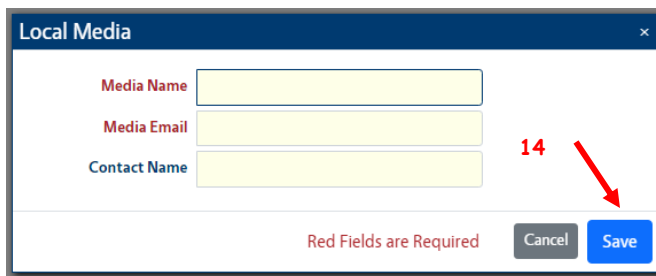 Local Media ×
Media Name
Media Email
Contact Name
14
Red Fields are Required Cancel Save